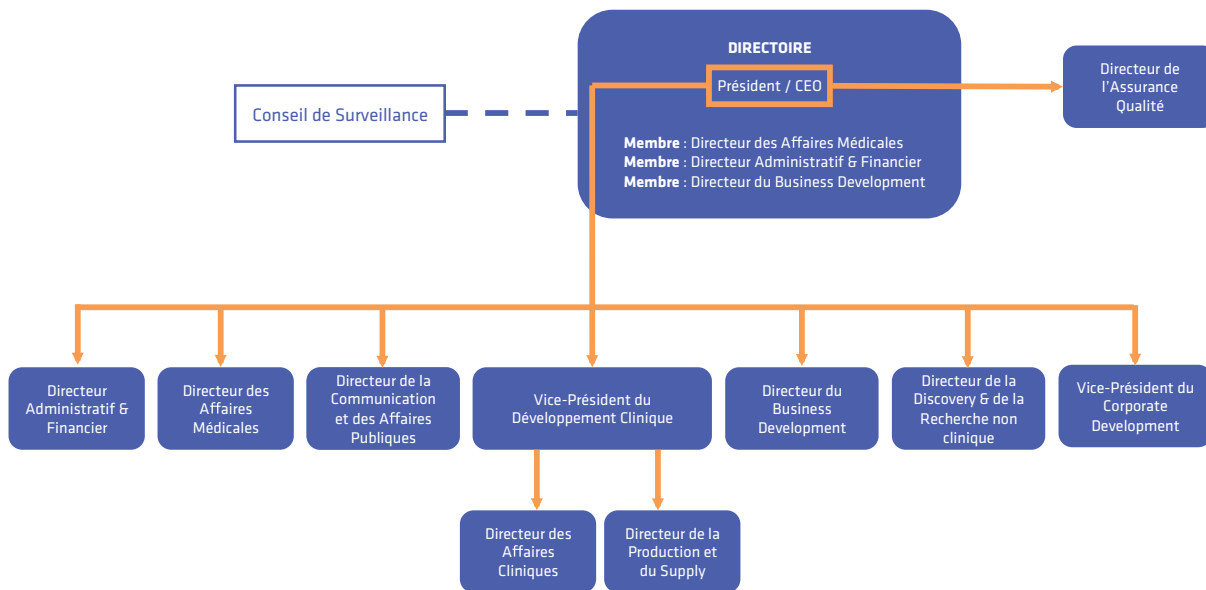 DIRECTOIRE
Président / CEO
Directeur de
l'Assurance
Qualité
Conseil de Surveillance
Membre : Directeur des Affaires Médicales
Membre : Directeur Administratif & Financier
Membre : Directeur du Business Development
Directeur
Administratif &
Financier
Directeur des
Affaires
Médicales
Directeur de la
Communication
et des Affaires
Publiques
Vice-Président du
Développement Clinique
Directeur du
Business
Development
Directeur de la
Discovery & de la
Recherche non
clinique
Vice-Président du
Corporate
Development
Directeur des
Affaires
Cliniques
Directeur de la
Production et
du Supply